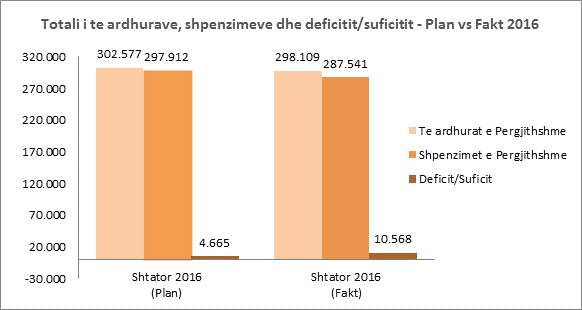 Totali i te ardhurave, shpenzimeve dhe deficitit/suficitit - Plan vs Fakt 2016
320.000
270.000
220.000
170.000
120.000
70.000
20.000
-30.000
302.577
297.912
4.665
298.109
287.541
10.568
Shtator 2016
(Plan)
Shtator 2016
(Fakt)
Te ardhurat e Pergjithshme
Shpenzimet e Pergjithshme
Deficit/Suficit